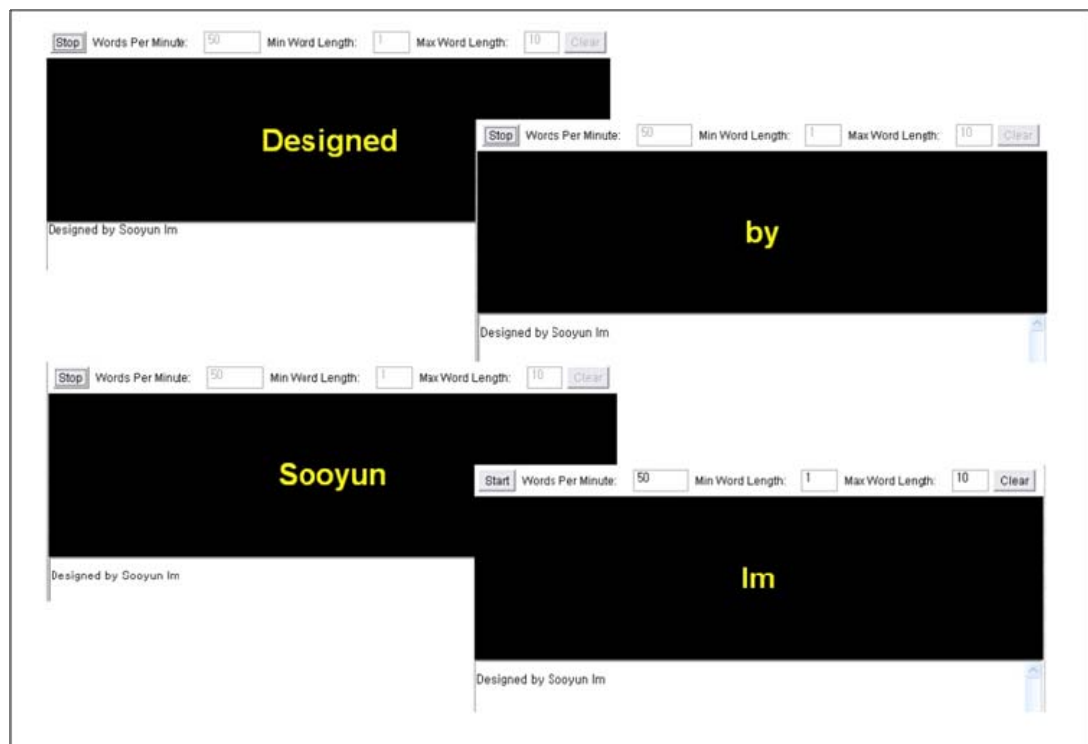 Stop Words Per Minute: 50 Min Word Length: 1 Max Word Length: 10 Clear
Designed
Designed by Sooyun Im
Stop Words Per Minute: 50 Min Word Length: 1 Max Word Length: 10 Clear
by
Designed by Sooyun Im
Stop Words Per Minute: 50 Min Word Length: 1 Max Word Length: 10 Clear
Sooyun
Designed by Sooyun Im
Start Words Per Minute: 50 Min Word Length: 1 Max Word Length: 10 Clear
Im
Designed by Sooyun Im